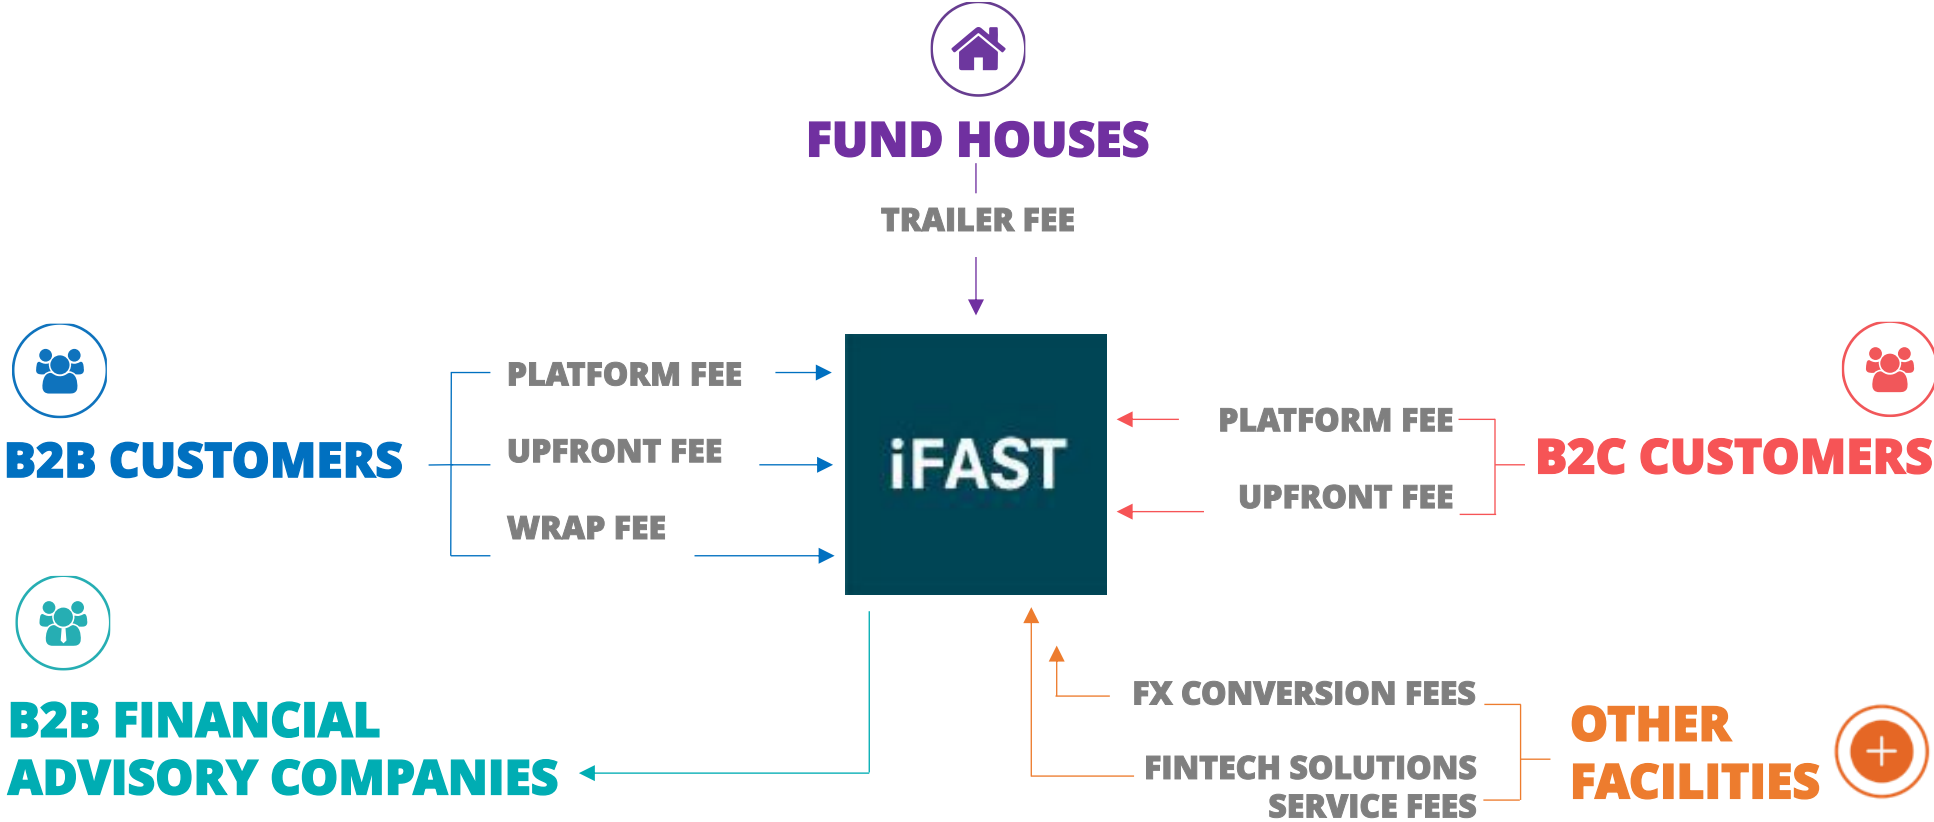 FUND HOUSES
TRAILER FEE
B2B CUSTOMERS
PLATFORM FEE
UPFRONT FEE
WRAP FEE
iFAST
PLATFORM FEE
UPFRONT FEE
B2C CUSTOMERS
B2B FINANCIAL
ADVISORY COMPANIES
FX CONVERSION FEES
FINTECH SOLUTIONS
SERVICE FEES
OTHER
FACILITIES